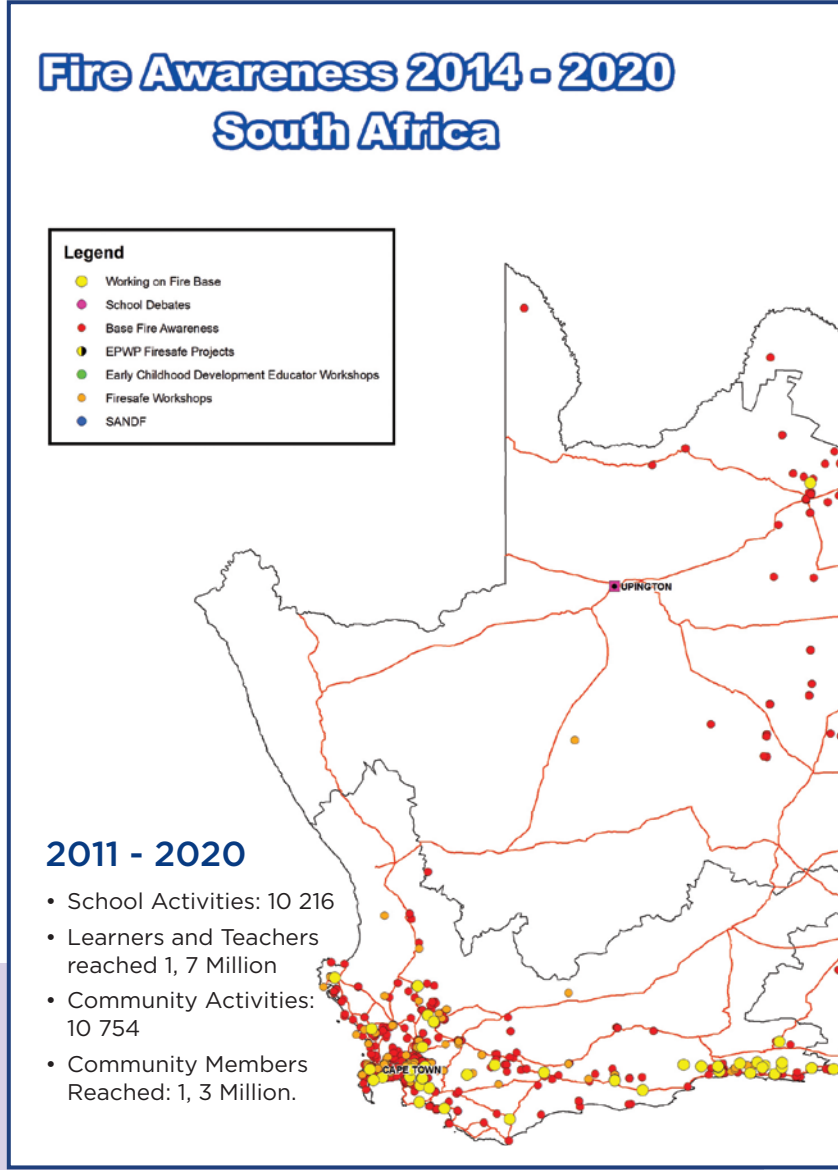 Fire Awareness 2014 - 2020
South Africa
Legend
Working on Fire Base
School Debates
Base Fire Awareness
EPWP Firesafe Projects
Early Childhood Development Educator Workshops
Firesafe Workshops
SANDF
UPINGTON
2011 - 2020
• School Activities: 10 216
• Learners and Teachers
reached 1, 7 Million
• Community Activities:
10 754
• Community Members
Reached: 1, 3 Million.
CAPE TOWN